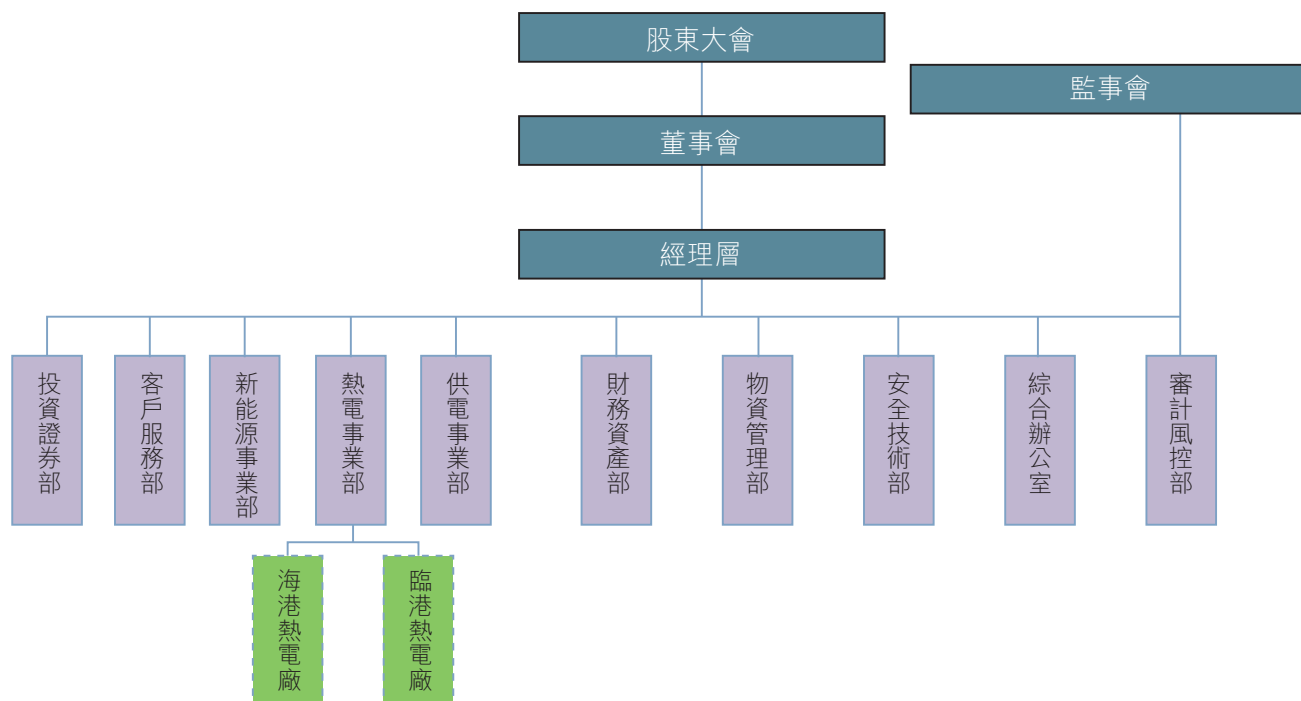 股東大會
監事會
董事會
經理層
投資證券部
客戶服務部
新能源事業部
熱電事業部
供電事業部
財務資產部
物資管理部
安全技術部
綜合辦公室
審計風控部
海港熱電廠
臨港熱電廠